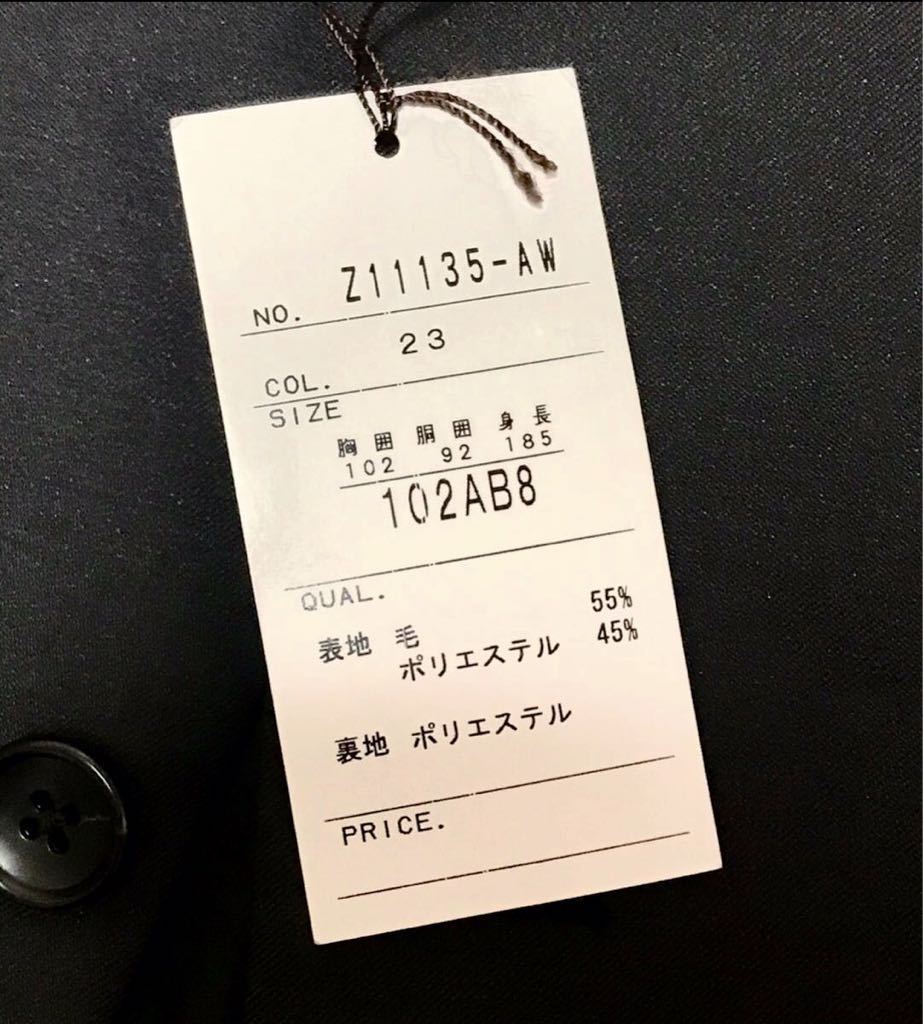 NO. Z11135-AW
COL. 23
SIZE
胸囲 胴囲 身長
102 92 185
102AB8
QUAL.
表地 毛 55%
ポリエステル 45%
裏地 ポリエステル
PRICE.